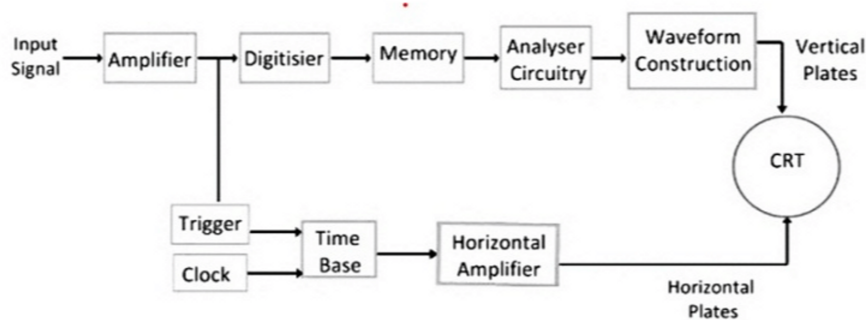 Input
Signal
Amplifier
Digitisier
Memory
Analyser
Circuitry
Waveform
Construction
Vertical
Plates
CRT
Trigger
Clock
Time
Base
Horizontal
Amplifier
Horizontal
Plates